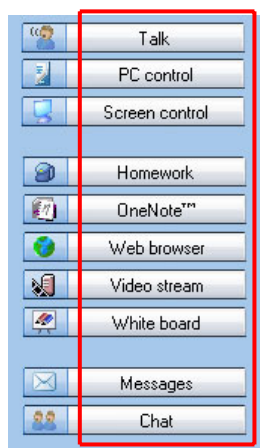 Talk
PC control
Screen control
Homework
OneNote™
Web browser
Video stream
White board
Messages
Chat